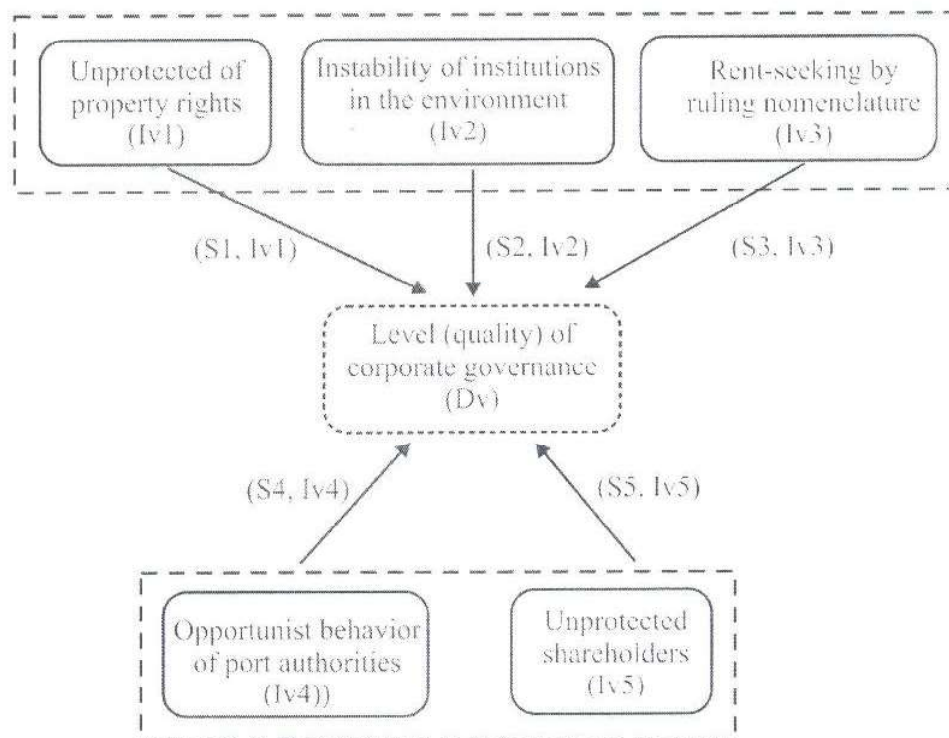 Unprotected of
property rights
(Iv1)
Instability of institutions
in the environment
(Iv2)
Rent-seeking by
ruling nomenclature
(Iv3)
(S1, Iv1)
(S2, Iv2)
(S3, Iv3)
Level (quality) of
corporate governance
(Dv)
(S4, Iv4)
(S5, Iv5)
Opportunist behavior
of port authorities
(Iv4))
Unprotected
shareholders
(Iv5)